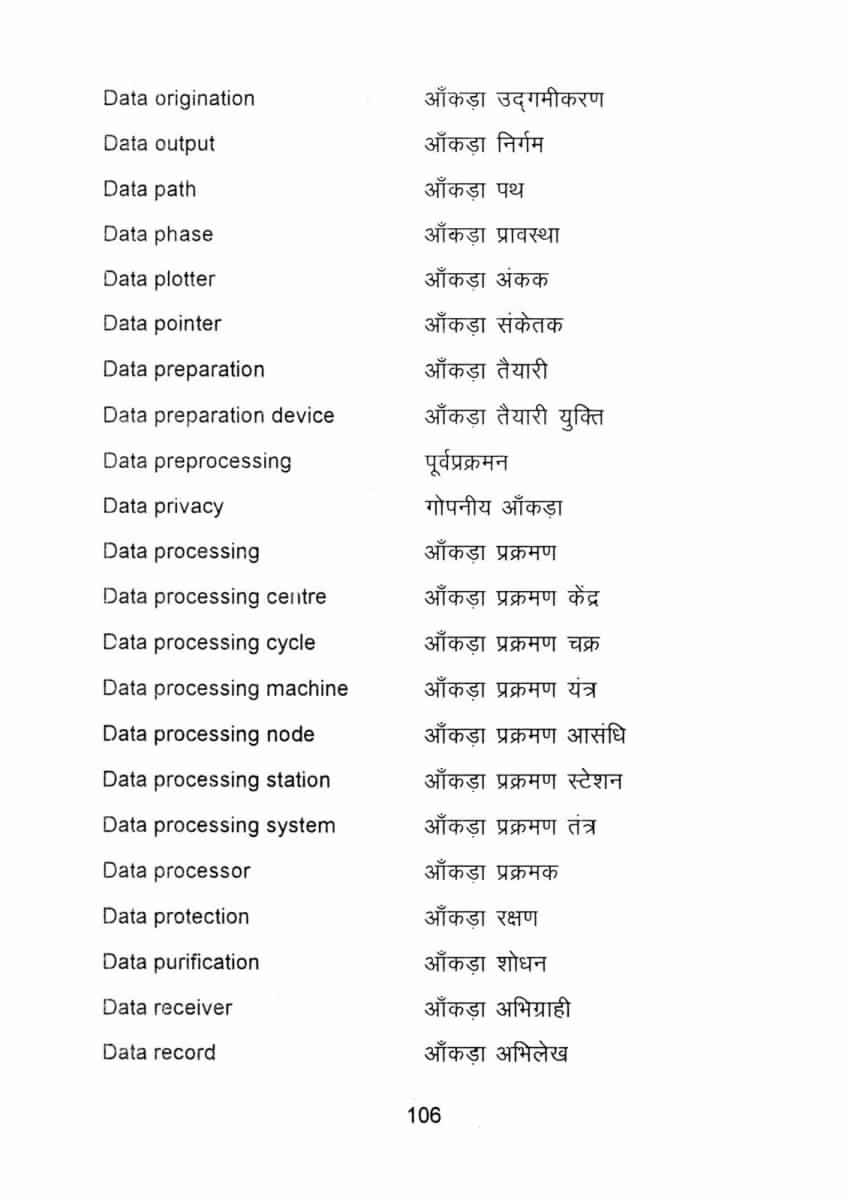 Data origination आँकड़ा उद्गमीकरण
Data output आँकड़ा निर्गम
Data path आँकड़ा पथ
Data phase आँकड़ा प्रावस्था
Data plotter आँकड़ा अंकक
Data pointer आँकड़ा संकेतक
Data preparation आँकड़ा तैयारी
Data preparation device आँकड़ा तैयारी युक्ति
Data preprocessing पूर्वप्रक्रमन
Data privacy गोपनीय आँकड़ा
Data processing आँकड़ा प्रक्रमण
Data processing centre आँकड़ा प्रक्रमण केंद्र
Data processing cycle आँकड़ा प्रक्रमण चक्र
Data processing machine आँकड़ा प्रक्रमण यंत्र
Data processing node आँकड़ा प्रक्रमण आसंधि
Data processing station आँकड़ा प्रक्रमण स्टेशन
Data processing system आँकड़ा प्रक्रमण तंत्र
Data processor आँकड़ा प्रक्रमक
Data protection आँकड़ा रक्षण
Data purification आँकड़ा शोधन
Data receiver आँकड़ा अभिग्राही
Data record आँकड़ा अभिलेख
106